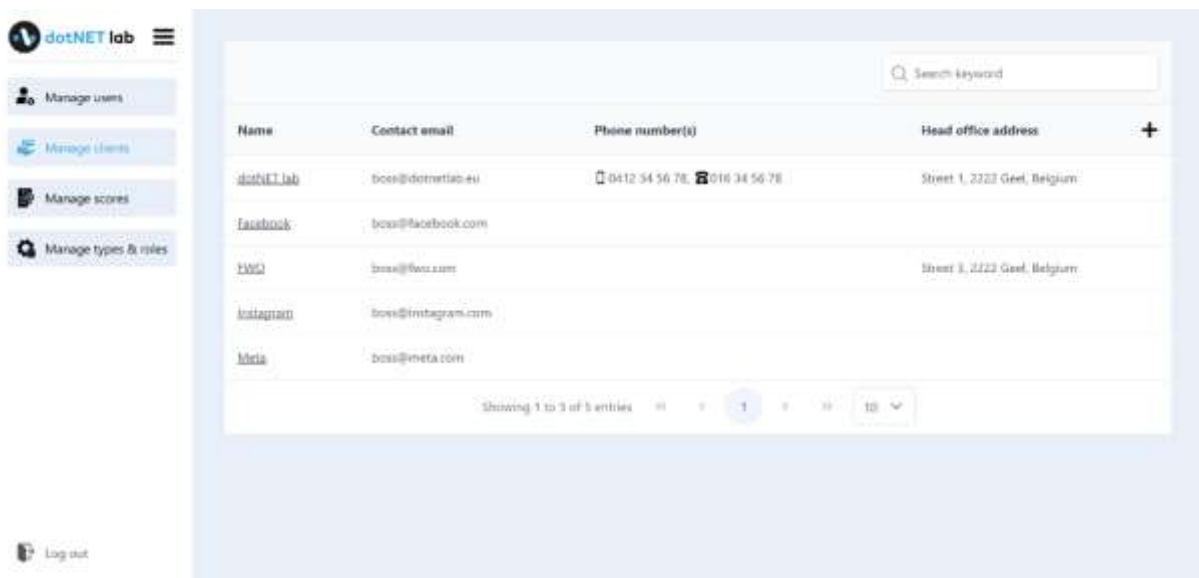 dotNET lab
Manage users
Manage clients
Manage scores
Manage types & roles
Log out
Search keyword
Name Contact email Phone number(s) Head office address
dotNET lab boss@dotnetlab.eu 0412 34 56 78, 016 34 56 78 Street 1, 2222 Geel, Belgium
Facebook boss@facebook.com
FWO boss@fwo.com Street 3, 2222 Geel, Belgium
Instagram boss@instagram.com
Meta boss@meta.com
Showing 1 to 5 of 5 entries 1 10